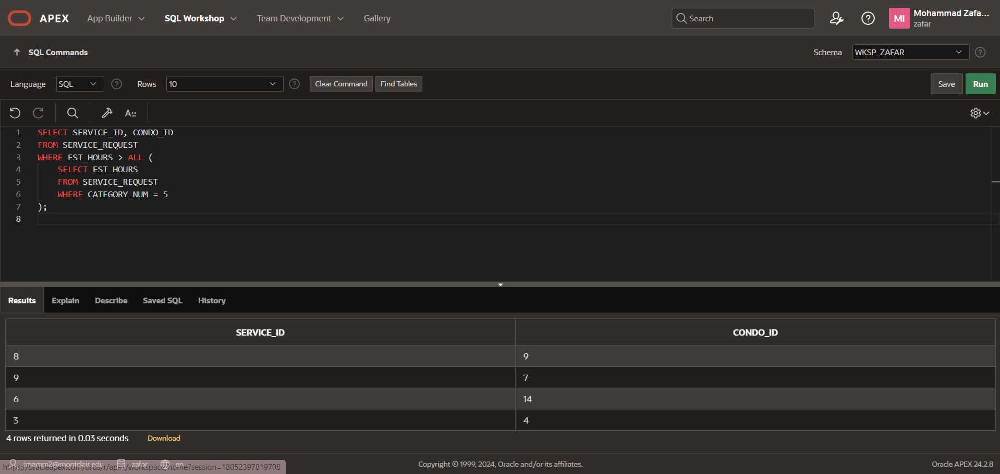 APEX App Builder SQL Workshop Team Development Gallery Search MI Mohammad Zafa...
zafar
SQL Commands Schema WKSP_ZAFAR
Language SQL Rows 10 Clear Command Find Tables Save Run
A
1 SELECT SERVICE_ID, CONDO_ID
2 FROM SERVICE_REQUEST
3 WHERE EST_HOURS > ALL (
4 SELECT EST_HOURS
5 FROM SERVICE_REQUEST
6 WHERE CATEGORY_NUM = 5
7 );
8
Results Explain Describe Saved SQL History
SERVICE_ID CONDO_ID
8 9
9 7
6 14
3 4
4 rows returned in 0.03 seconds Download
imamm2@montclair.edu zafar en Copyright © 1999, 2024, Oracle and/or its affiliates. Oracle APEX 24.2.8
https://oracleapex.com/ords/r/apex/workspace/home?session=18052397819708